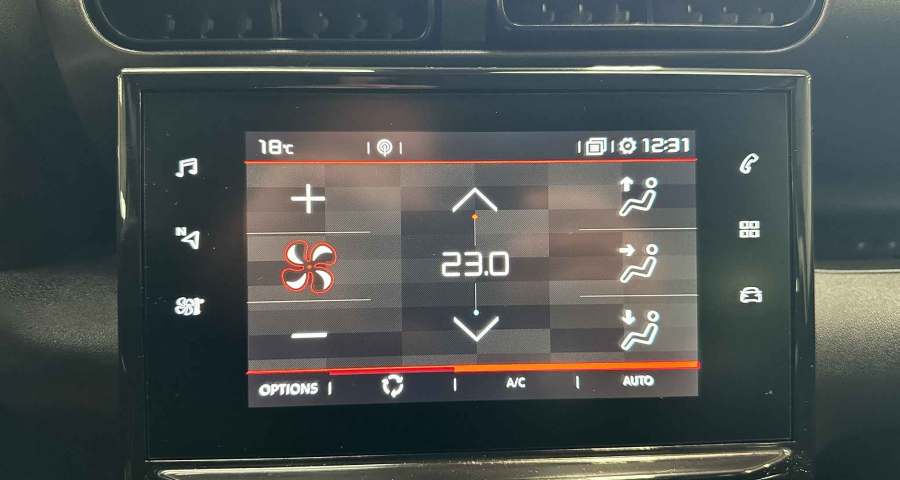 18°C 12:31
N
23.0
OPTIONS A/C AUTO